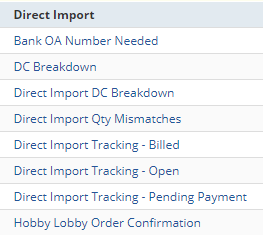 Direct Import
Bank OA Number Needed
DC Breakdown
Direct Import DC Breakdown
Direct Import Qty Mismatches
Direct Import Tracking - Billed
Direct Import Tracking - Open
Direct Import Tracking - Pending Payment
Hobby Lobby Order Confirmation